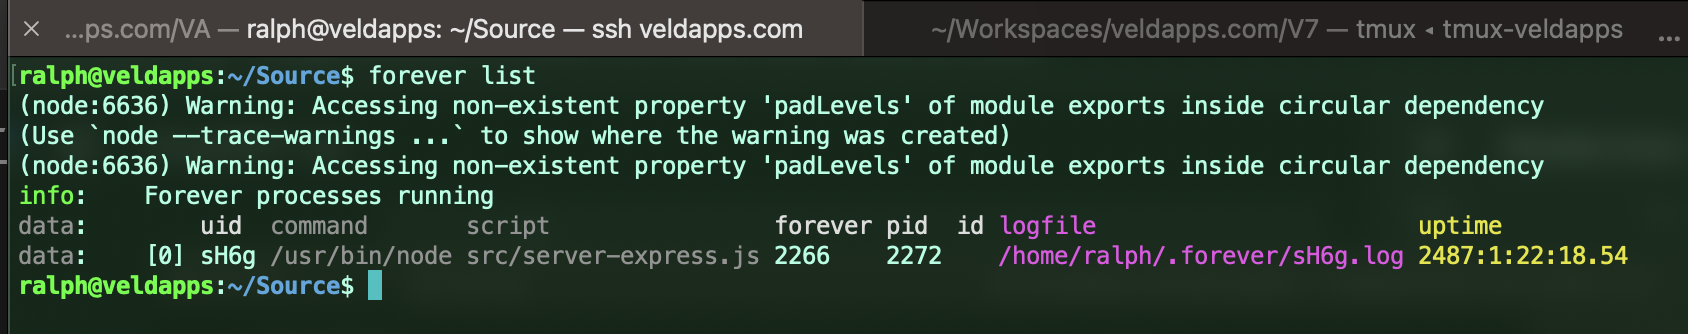 × ...ps.com/VA — ralph@veldapps: ~/Source — ssh veldapps.com ~/Workspaces/veldapps.com/V7 — tmux ◂ tmux-veldapps ...
[ralph@veldapps:~/Source$ forever list
(node:6636) Warning: Accessing non-existent property 'padLevels' of module exports inside circular dependency
(Use `node --trace-warnings ...` to show where the warning was created)
(node:6636) Warning: Accessing non-existent property 'padLevels' of module exports inside circular dependency
info:    Forever processes running
data:        uid  command       script                forever pid   id  logfile                       uptime
data:    [0] sH6g /usr/bin/node src/server-express.js 2266    2272      /home/ralph/.forever/sH6g.log 2487:1:22:18.54
ralph@veldapps:~/Source$